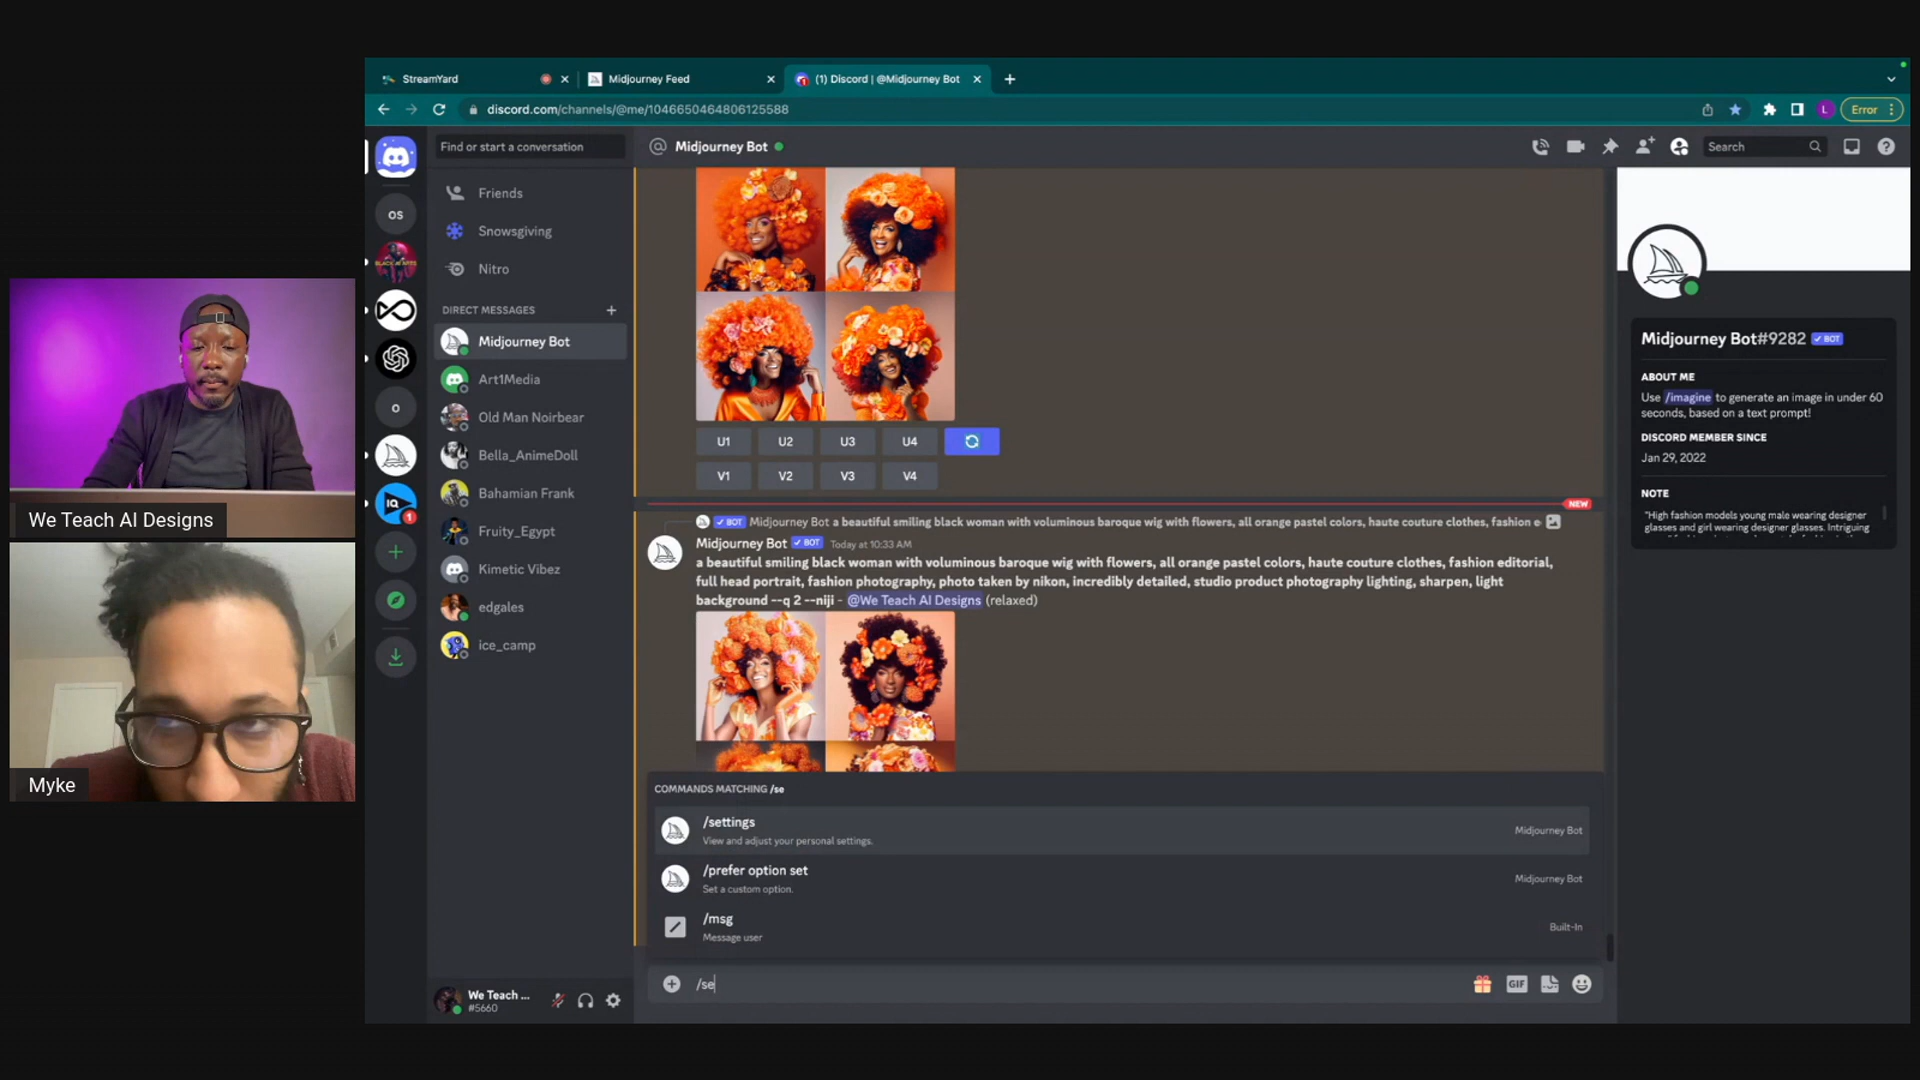 StreamYard
Midjourney Feed
(1) Discord | @Midjourney Bot
discord.com/channels/@me/1046650464806125588
L
Error
Find or start a conversation
Midjourney Bot
Search
OS
Friends
Snowsgiving
Nitro
DIRECT MESSAGES
Midjourney Bot
Art1Media
Old Man Noirbear
Bella_AnimeDoll
Bahamian Frank
Fruity_Egypt
Kimetic Vibez
edgales
ice_camp
BLACK AI ARTS
O
IQ
1
We Teach ...
#5660
U1 U2 U3 U4
V1 V2 V3 V4
NEW
BOT Midjourney Bot a beautiful smiling black woman with voluminous baroque wig with flowers, all orange pastel colors, haute couture clothes, fashion e
Midjourney Bot BOT Today at 10:33 AM
a beautiful smiling black woman with voluminous baroque wig with flowers, all orange pastel colors, haute couture clothes, fashion editorial,
full head portrait, fashion photography, photo taken by nikon, incredibly detailed, studio product photography lighting, sharpen, light
background --q 2 --niji - @We Teach AI Designs (relaxed)
COMMANDS MATCHING /se
/settings
View and adjust your personal settings.
Midjourney Bot
/prefer option set
Set a custom option.
Midjourney Bot
/msg
Message user
Built-In
/se
GIF
Midjourney Bot#9282 BOT
ABOUT ME
Use /imagine to generate an image in under 60
seconds, based on a text prompt!
DISCORD MEMBER SINCE
Jan 29, 2022
NOTE
"High fashion models young male wearing designer
glasses and girl wearing designer glasses. Intriguing
We Teach AI Designs
Myke